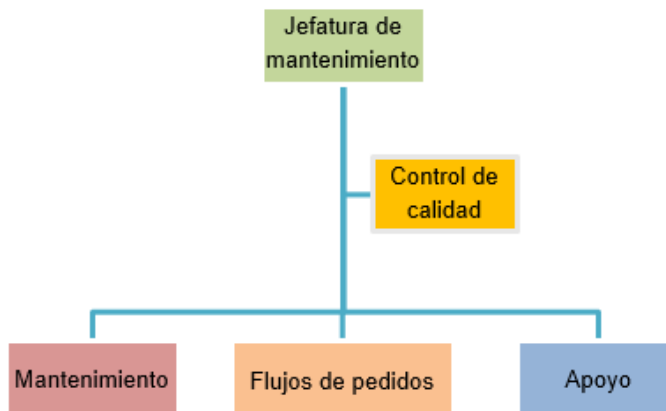 Jefatura de
mantenimiento
Control de
calidad
Mantenimiento
Flujos de pedidos
Apoyo